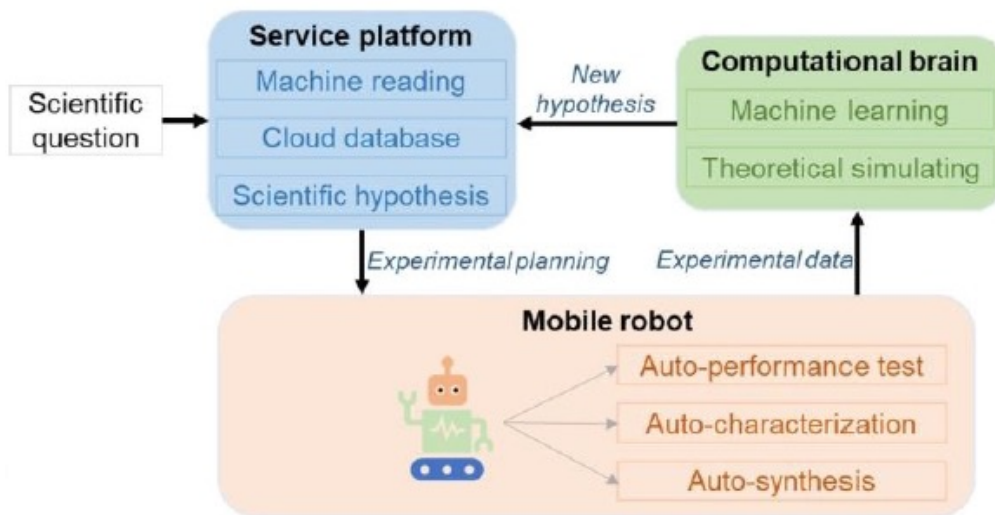 Service platform
Machine reading
Cloud database
Scientific hypothesis
Scientific
question
New
hypothesis
Computational brain
Machine learning
Theoretical simulating
Experimental planning
Experimental data
Mobile robot
Auto-performance test
Auto-characterization
Auto-synthesis